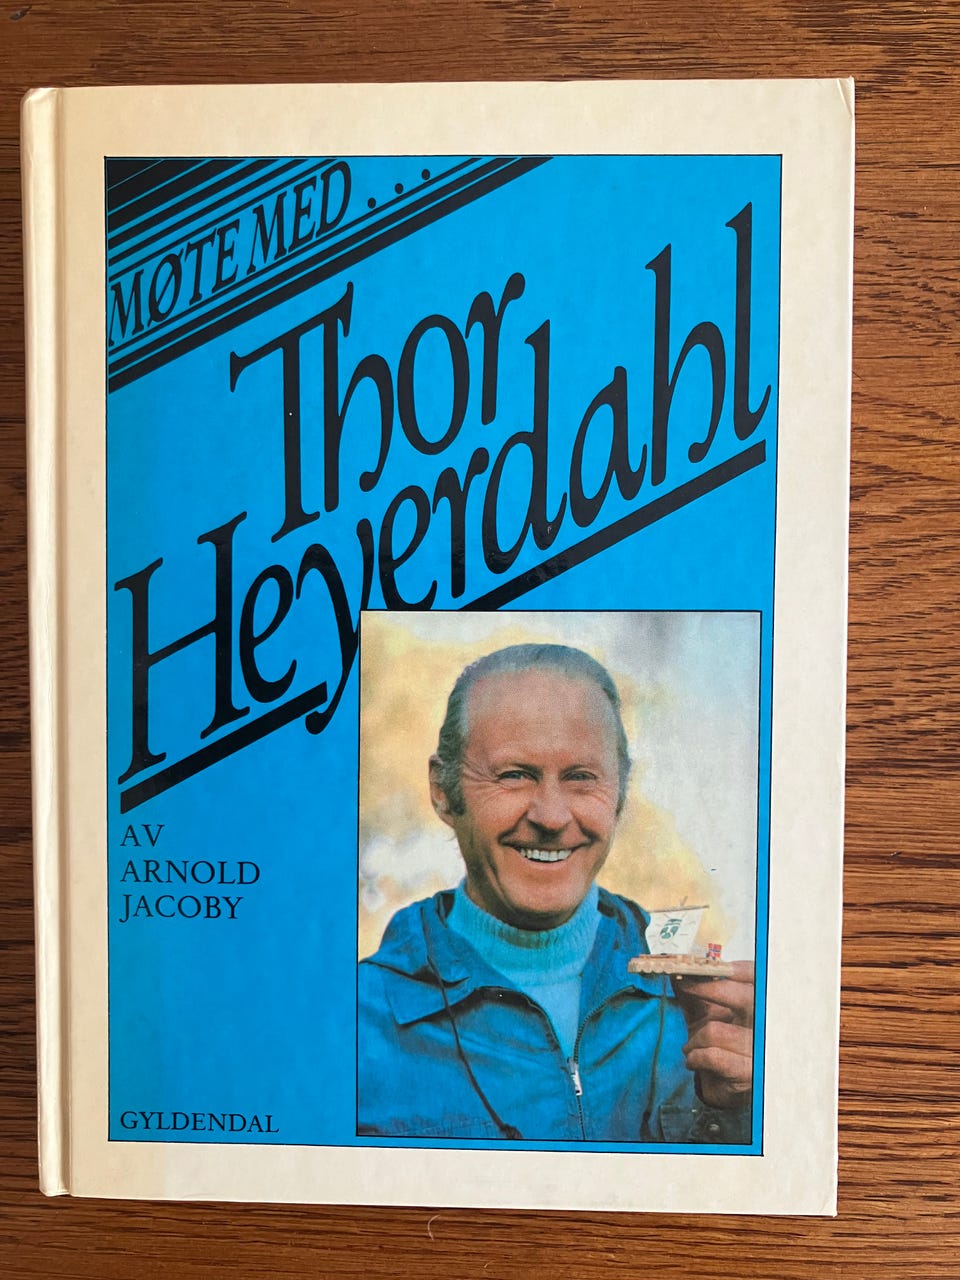 MØTE MED...
Thor
Heyerdahl
AV
ARNOLD
JACOBY
GYLDENDAL